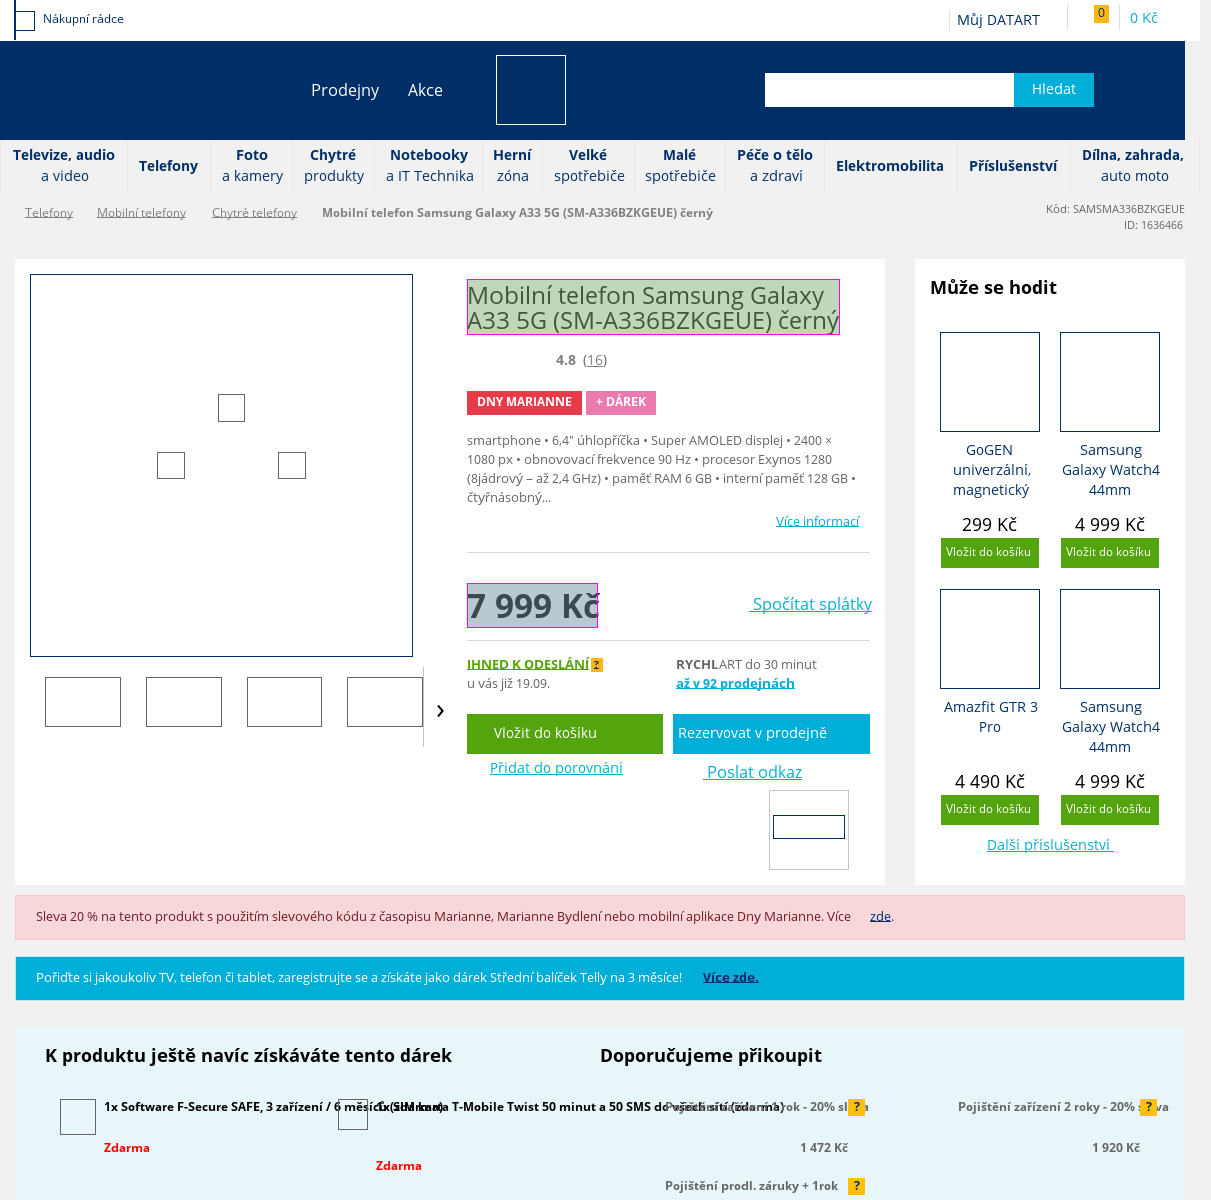 Nákupní rádce
Můj DATART
0
0 Kč
Prodejny
Akce
Hledat
Televize, audio
a video
Telefony
Foto
a kamery
Chytré
produkty
Notebooky
a IT Technika
Herní
zóna
Velké
spotřebiče
Malé
spotřebiče
Péče o tělo
a zdraví
Elektromobilita
Příslušenství
Dílna, zahrada,
auto moto
Telefony
Mobilní telefony
Chytré telefony
Mobilní telefon Samsung Galaxy A33 5G (SM-A336BZKGEUE) černý
Kód: SAMSMA336BZKGEUE
ID: 1636466
Mobilní telefon Samsung Galaxy
A33 5G (SM-A336BZKGEUE) černý
4.8 (16)
DNY MARIANNE
+ DÁREK
smartphone • 6,4" úhlopříčka • Super AMOLED displej • 2400 ×
1080 px • obnovovací frekvence 90 Hz • procesor Exynos 1280
(8jádrový – až 2,4 GHz) • paměť RAM 6 GB • interní paměť 128 GB •
čtyřnásobný...
Více informací
7 999 Kč
Spočítat splátky
IHNED K ODESLÁNÍ ?
u vás již 19.09.
RYCHLART do 30 minut
až v 92 prodejnách
Vložit do košíku
Rezervovat v prodejně
Přidat do porovnání
Poslat odkaz
Může se hodit
GoGEN
univerzální,
magnetický
299 Kč
Vložit do košíku
Samsung
Galaxy Watch4
44mm
4 999 Kč
Vložit do košíku
Amazfit GTR 3
Pro
4 490 Kč
Vložit do košíku
Samsung
Galaxy Watch4
44mm
4 999 Kč
Vložit do košíku
Další příslušenství
Sleva 20 % na tento produkt s použitím slevového kódu z časopisu Marianne, Marianne Bydlení nebo mobilní aplikace Dny Marianne. Více zde.
Pořiďte si jakoukoliv TV, telefon či tablet, zaregistrujte se a získáte jako dárek Střední balíček Telly na 3 měsíce! Více zde.
K produktu ještě navíc získáváte tento dárek
Doporučujeme přikoupit
1x Software F-Secure SAFE, 3 zařízení / 6 měsíců (zdarma)
Zdarma
1x SIM karta T-Mobile Twist 50 minut a 50 SMS do všech sítí (zdarma)
Zdarma
Pojištění zařízení 1 rok - 20% sleva
?
1 472 Kč
Pojištění zařízení 2 roky - 20% sleva
?
1 920 Kč
Pojištění prodl. záruky + 1rok
?